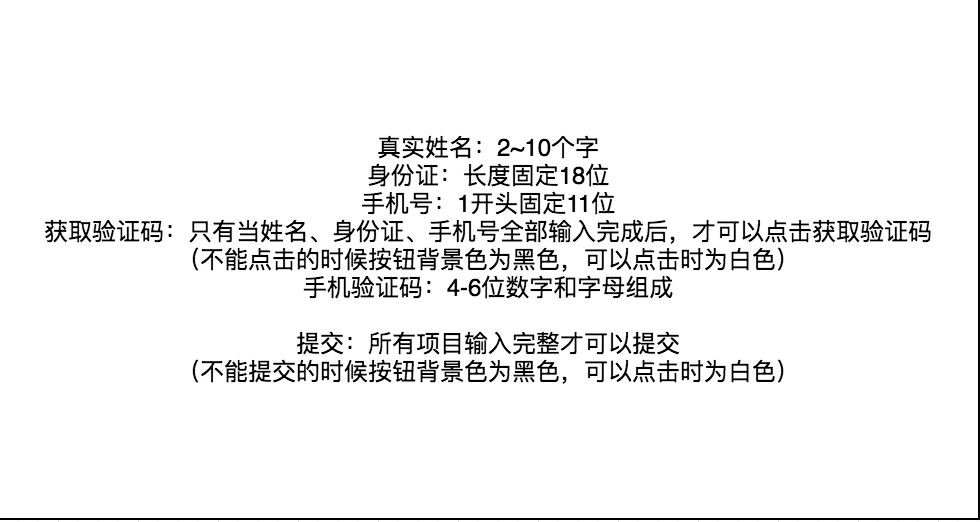 真实姓名：2~10个字
身份证：长度固定18位
手机号：1开头固定11位
获取验证码：只有当姓名、身份证、手机号全部输入完成后，才可以点击获取验证码
（不能点击的时候按钮背景色为黑色，可以点击时为白色）
手机验证码：4-6位数字和字母组成
提交：所有项目输入完整才可以提交
（不能提交的时候按钮背景色为黑色，可以点击时为白色）